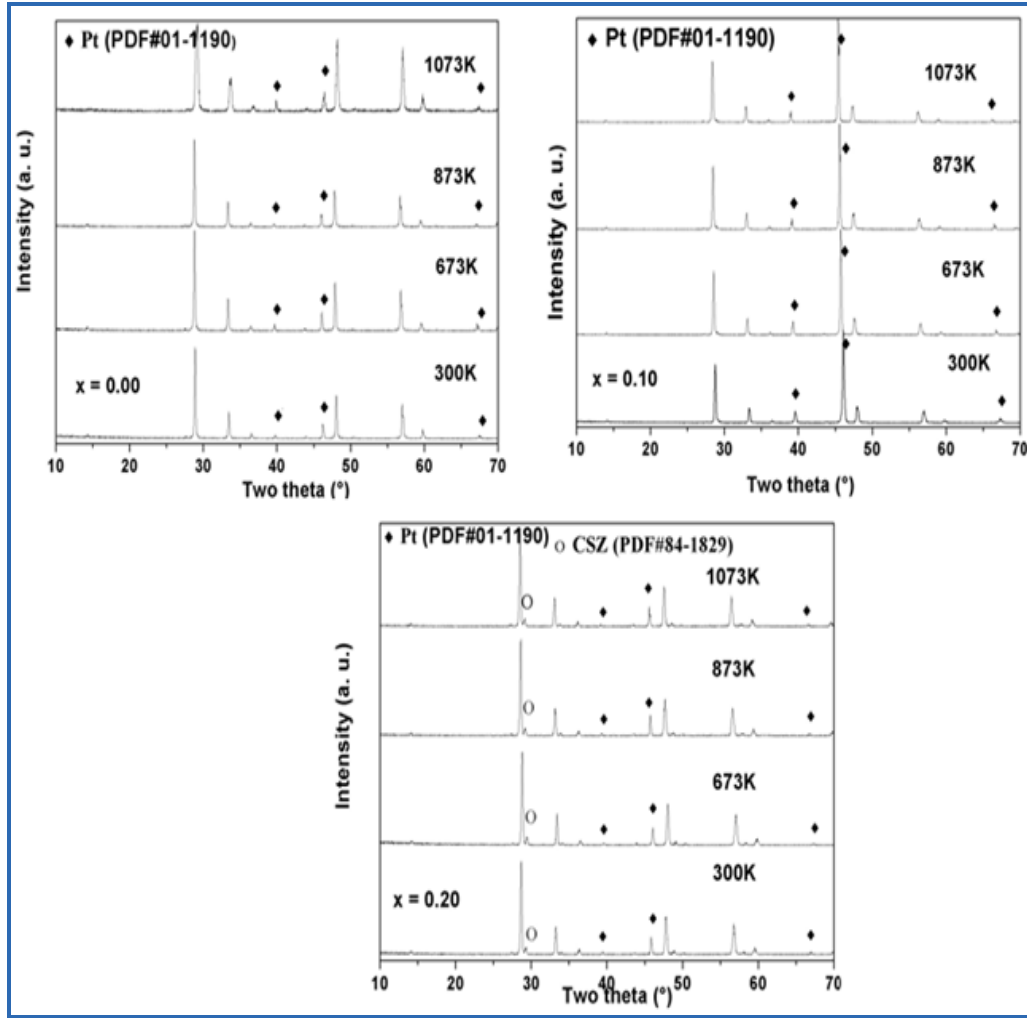 ♦ Pt (PDF#01-1190)
1073K
873K
673K
300K
x = 0.00
Intensity (a. u.)
10 20 30 40 50 60 70
Two theta (°)
♦ Pt (PDF#01-1190)
1073K
873K
673K
300K
x = 0.10
Intensity (a. u.)
10 20 30 40 50 60 70
Two theta (°)
♦ Pt (PDF#01-1190) O CSZ (PDF#84-1829)
1073K
O
873K
O
673K
O
300K
x = 0.20
O
Intensity (a. u.)
10 20 30 40 50 60 70
Two theta (°)